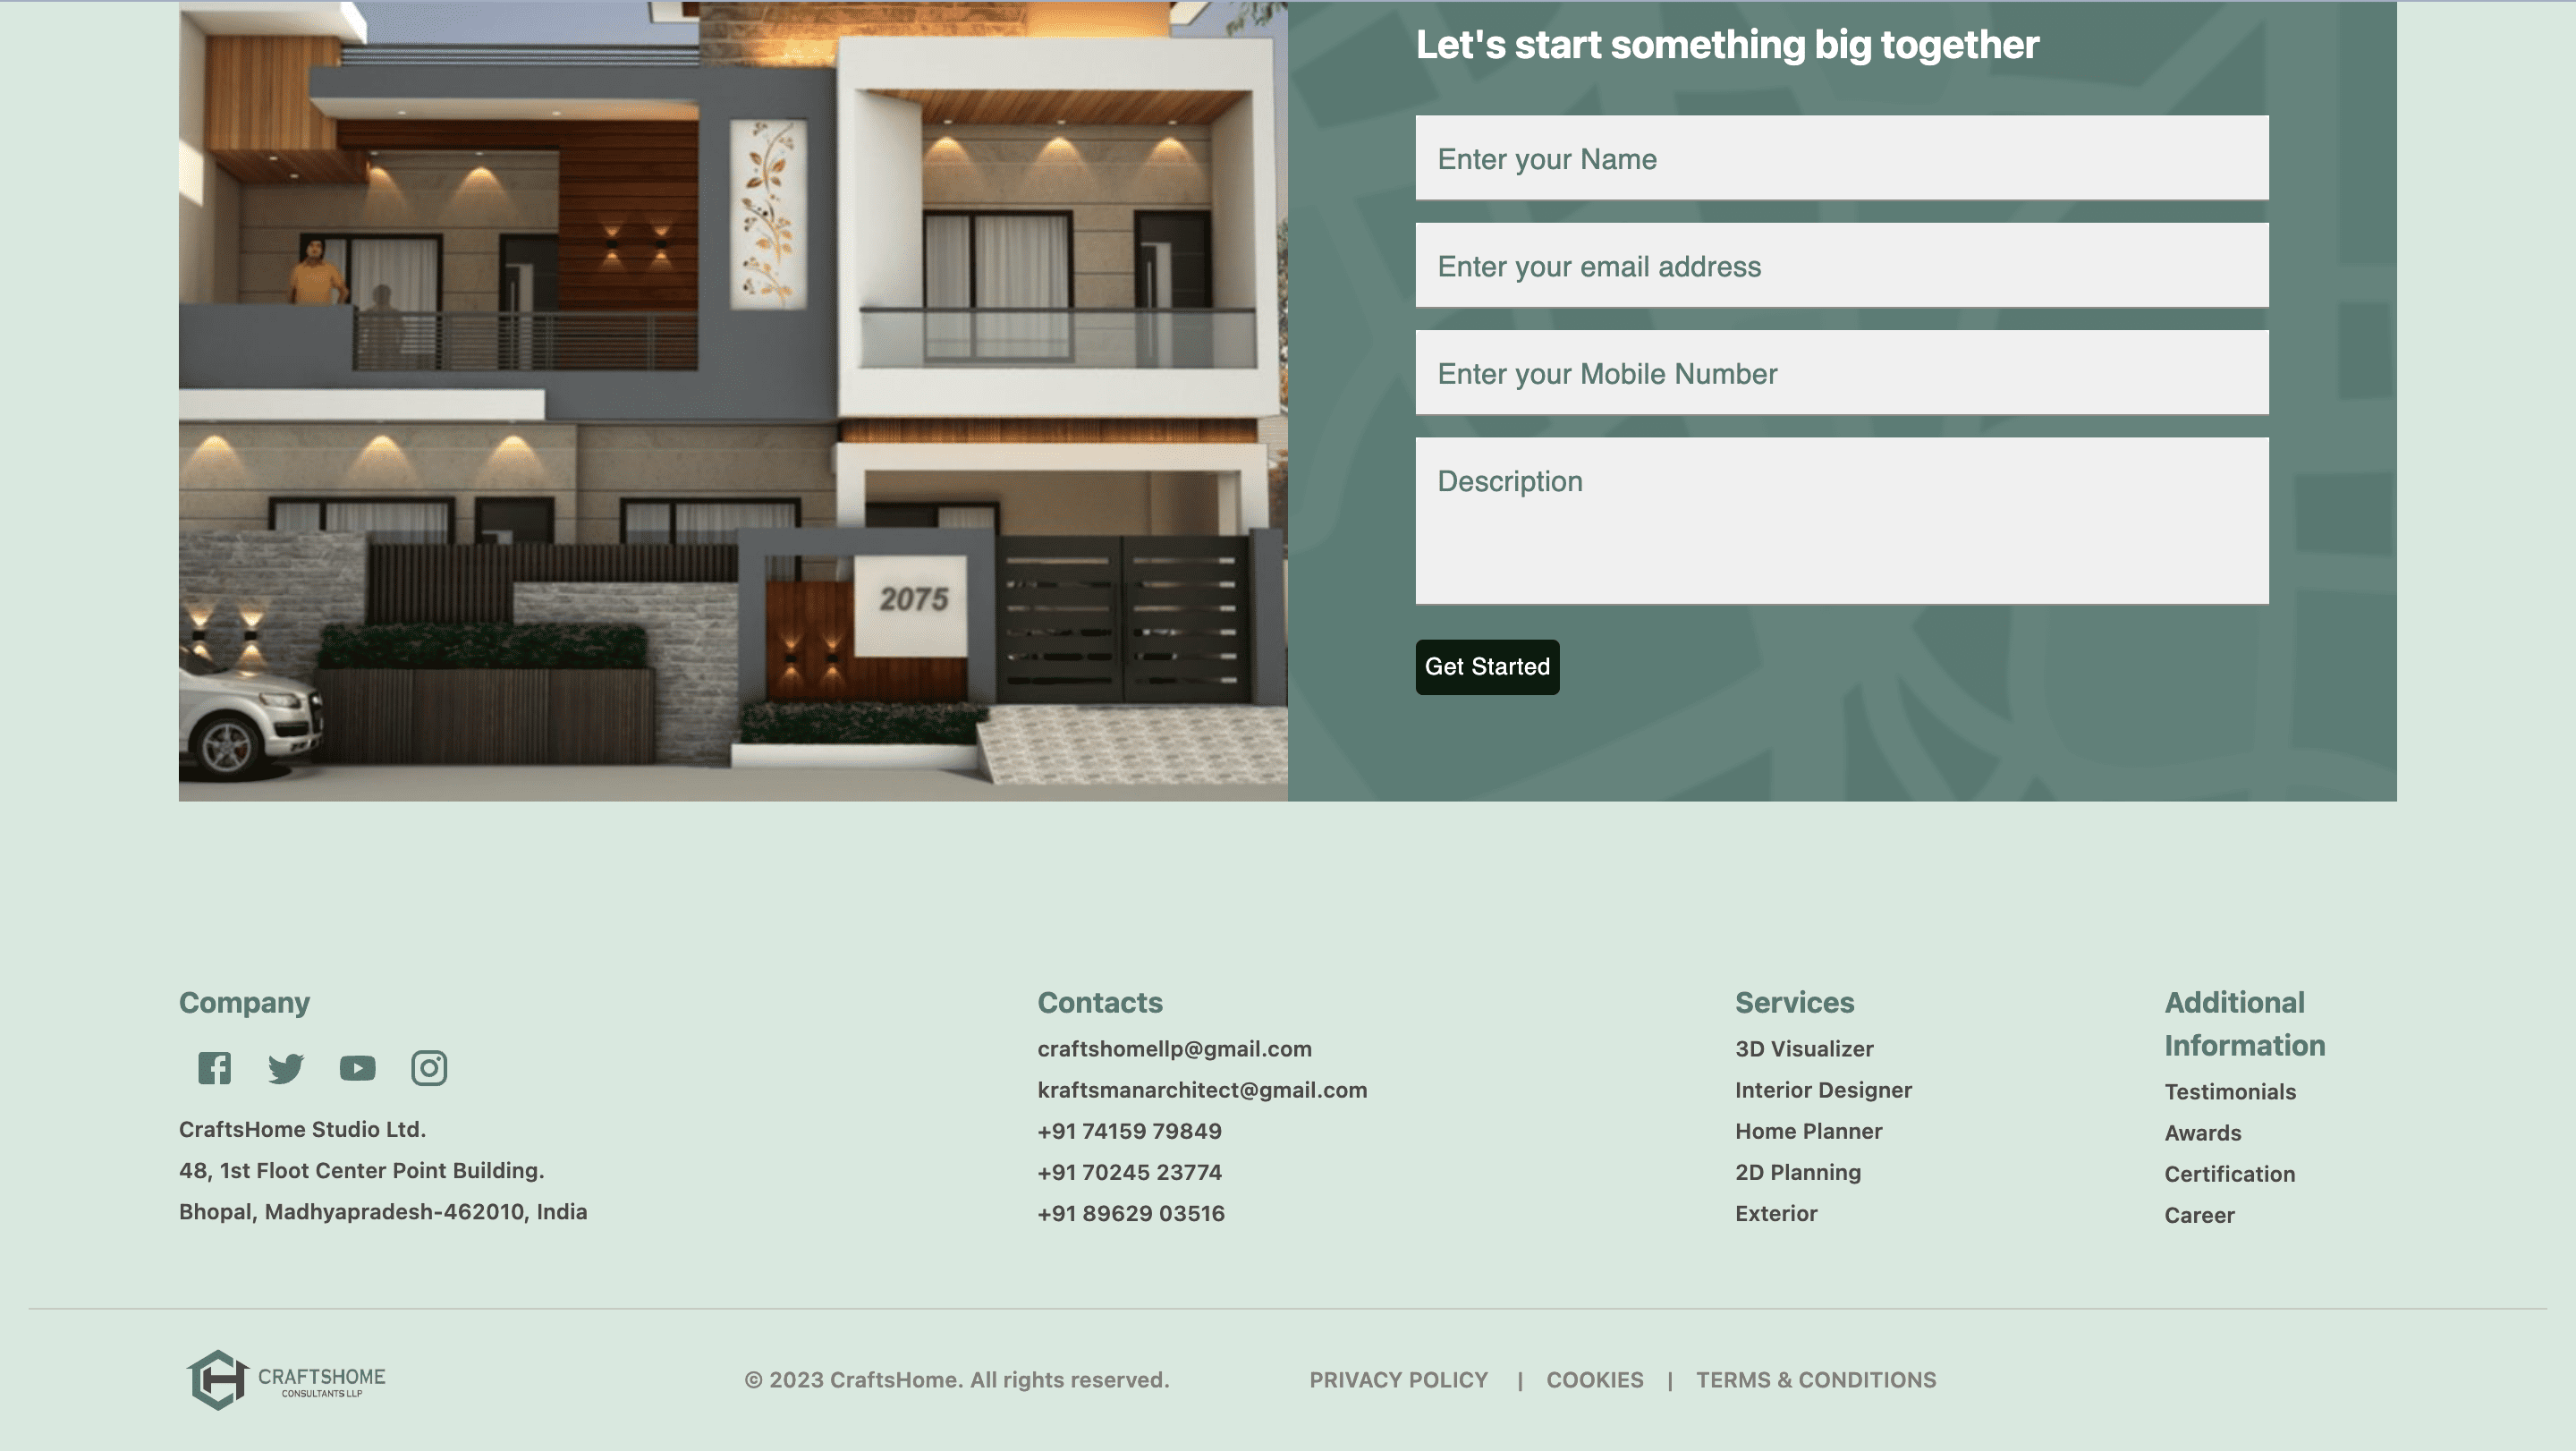 Let's start something big together
Enter your Name
Enter your email address
Enter your Mobile Number
Description
Get Started
2075
Company
CraftsHome Studio Ltd.
48, 1st Floot Center Point Building.
Bhopal, Madhyapradesh-462010, India
Contacts
craftshomellp@gmail.com
kraftsmanarchitect@gmail.com
+91 74159 79849
+91 70245 23774
+91 89629 03516
Services
3D Visualizer
Interior Designer
Home Planner
2D Planning
Exterior
Additional
Information
Testimonials
Awards
Certification
Career
CRAFTSHOME
CONSULTANTS LLP
© 2023 CraftsHome. All rights reserved.
PRIVACY POLICY | COOKIES | TERMS & CONDITIONS